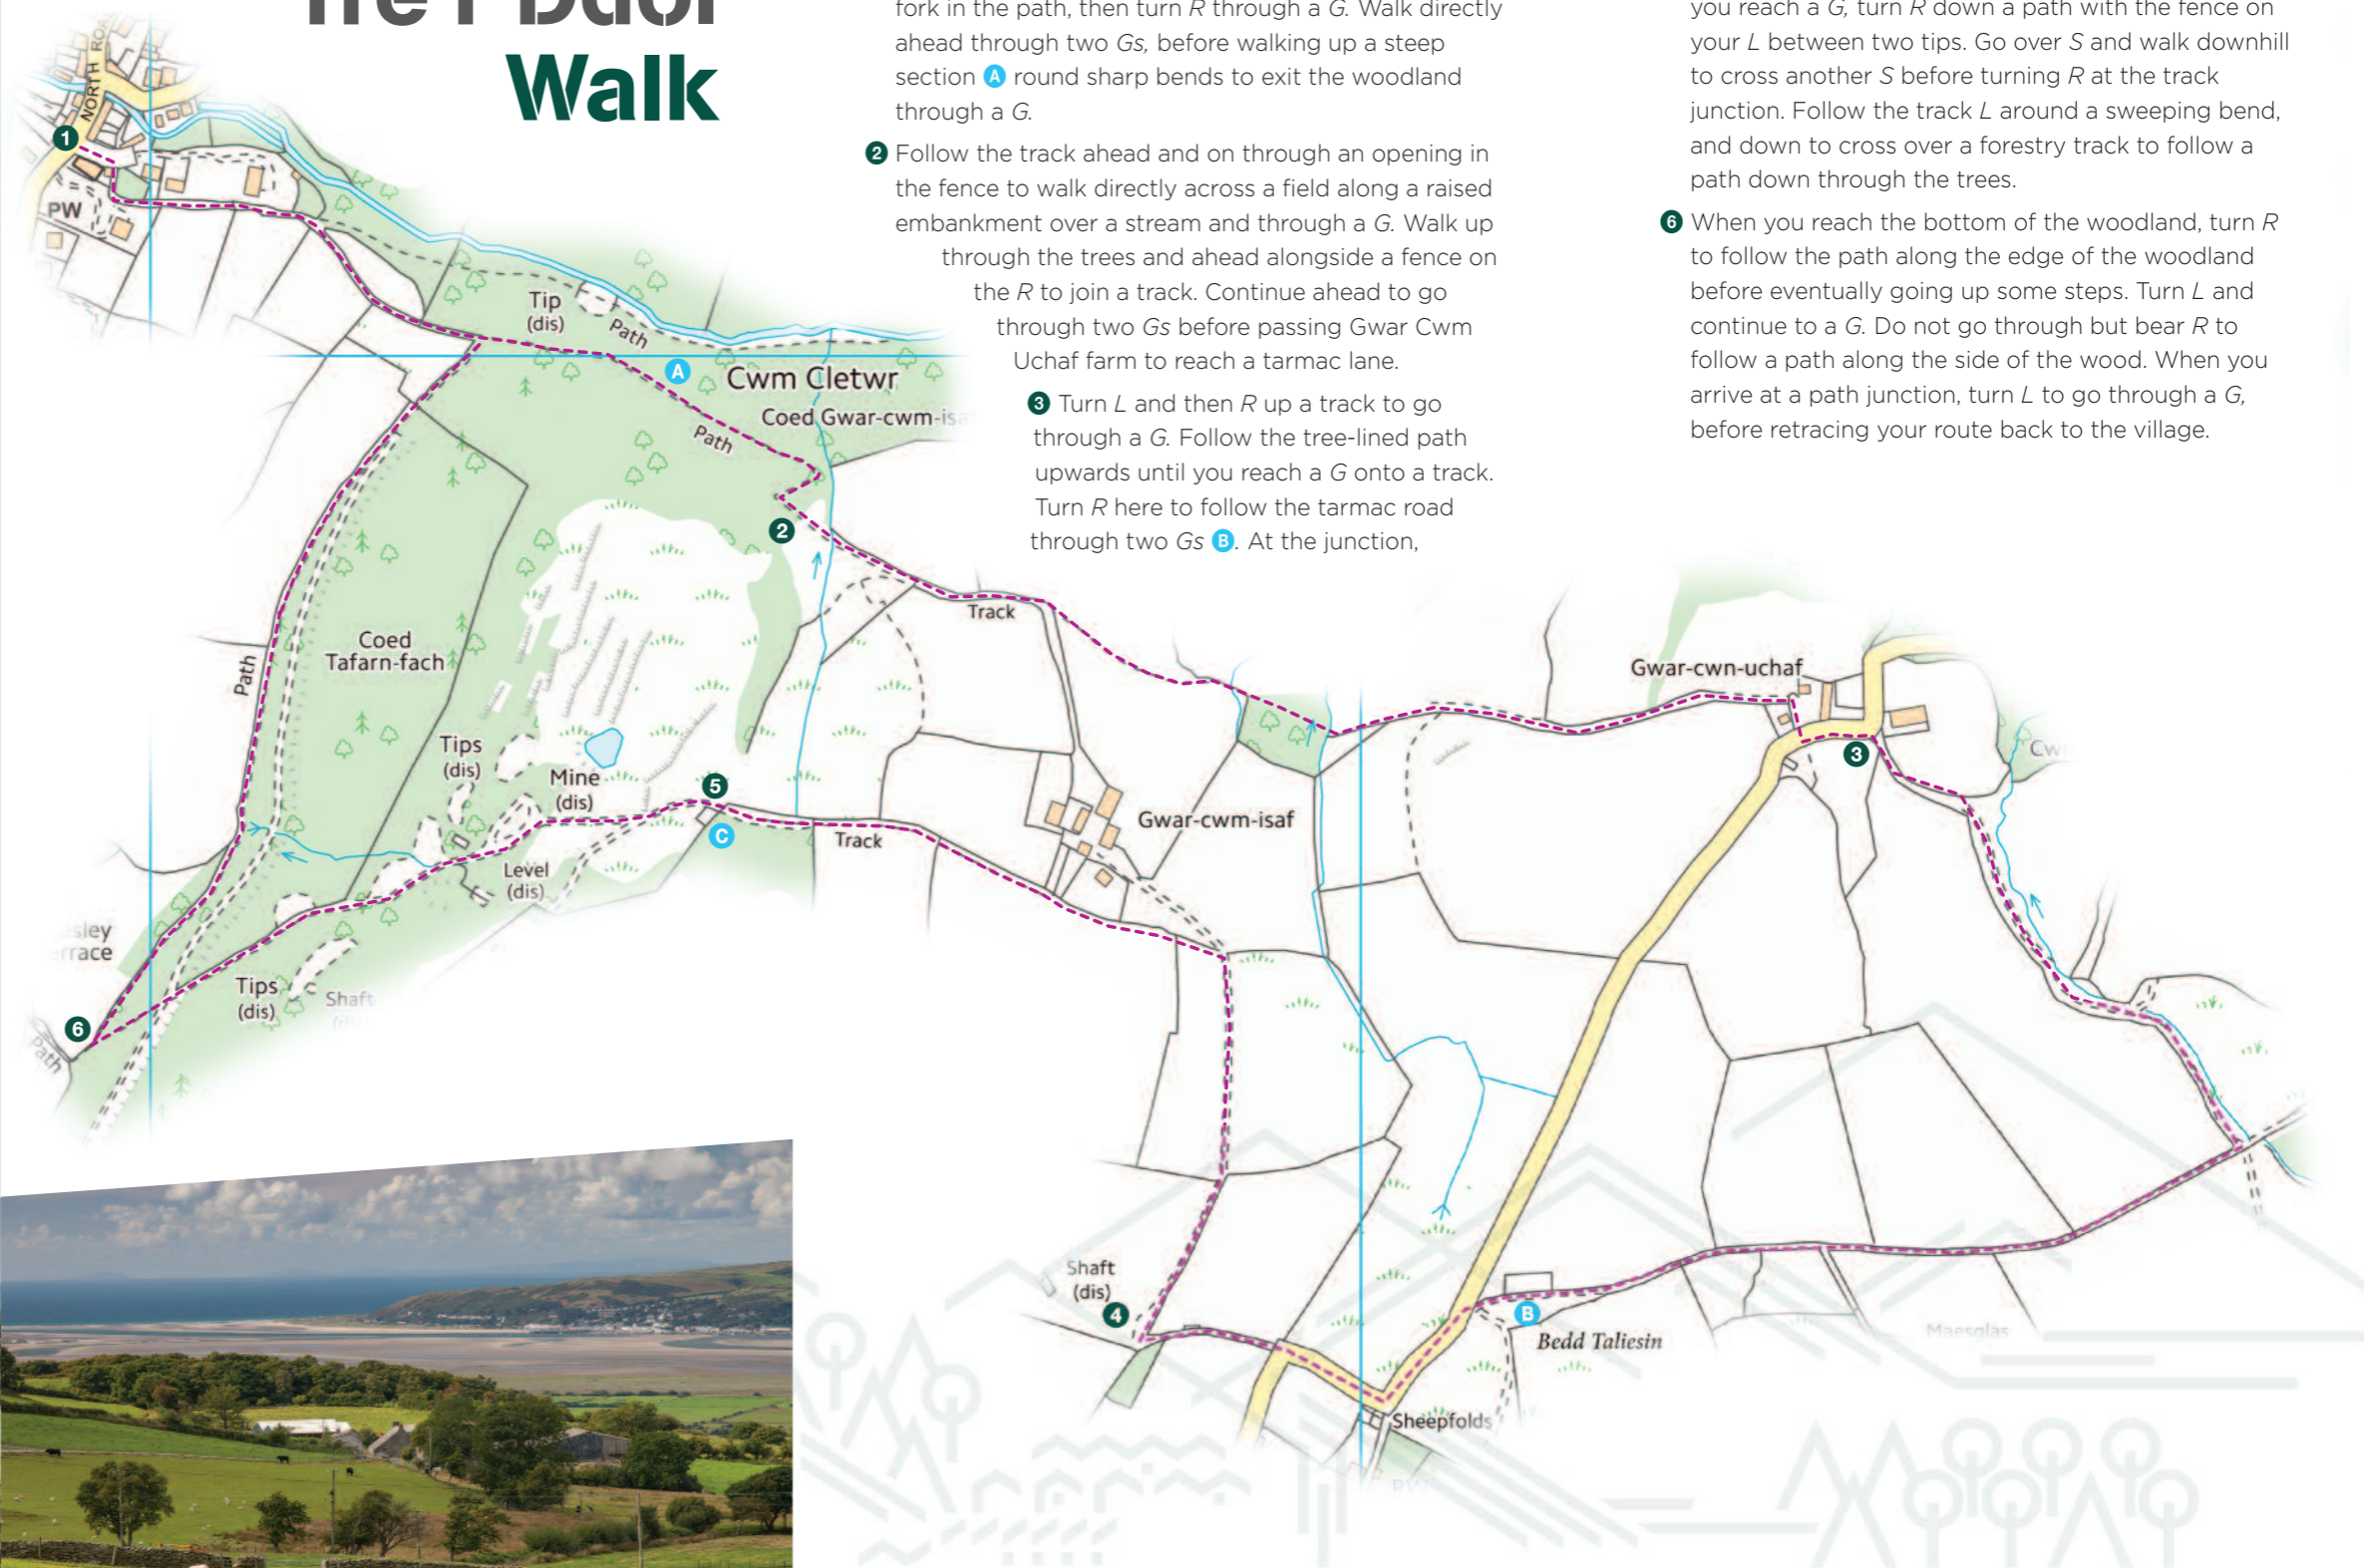 Walk
fork in the path, then turn R through a G. Walk directly
ahead through two Gs, before walking up a steep
section A round sharp bends to exit the woodland
through a G.
2 Follow the track ahead and on through an opening in
the fence to walk directly across a field along a raised
embankment over a stream and through a G. Walk up
through the trees and ahead alongside a fence on
the R to join a track. Continue ahead to go
through two Gs before passing Gwar Cwm
Uchaf farm to reach a tarmac lane.
3 Turn L and then R up a track to go
through a G. Follow the tree-lined path
upwards until you reach a G onto a track.
Turn R here to follow the tarmac road
through two Gs B. At the junction,
you reach a G, turn R down a path with the fence on
your L between two tips. Go over S and walk downhill
to cross another S before turning R at the track
junction. Follow the track L around a sweeping bend,
and down to cross over a forestry track to follow a
path down through the trees.
6 When you reach the bottom of the woodland, turn R
to follow the path along the edge of the woodland
before eventually going up some steps. Turn L and
continue to a G. Do not go through but bear R to
follow a path along the side of the wood. When you
arrive at a path junction, turn L to go through a G,
before retracing your route back to the village.
NORTH ROA
1
PW
Tip
(dis)
Path
A
Cwm Cletwr
Coed Gwar-cwm-isa
Path
2
Track
Coed
Tafarn-fach
Path
Gwar-cwn-uchaf
3
Cw
Tips
(dis)
Mine
(dis)
5
C
Track
Gwar-cwm-isaf
Level
(dis)
sley
rrace
Tips
(dis)
Shaft
6
Path
Shaft
(dis)
4
B
Bedd Taliesin
Maesglas
Sheepfolds
PW